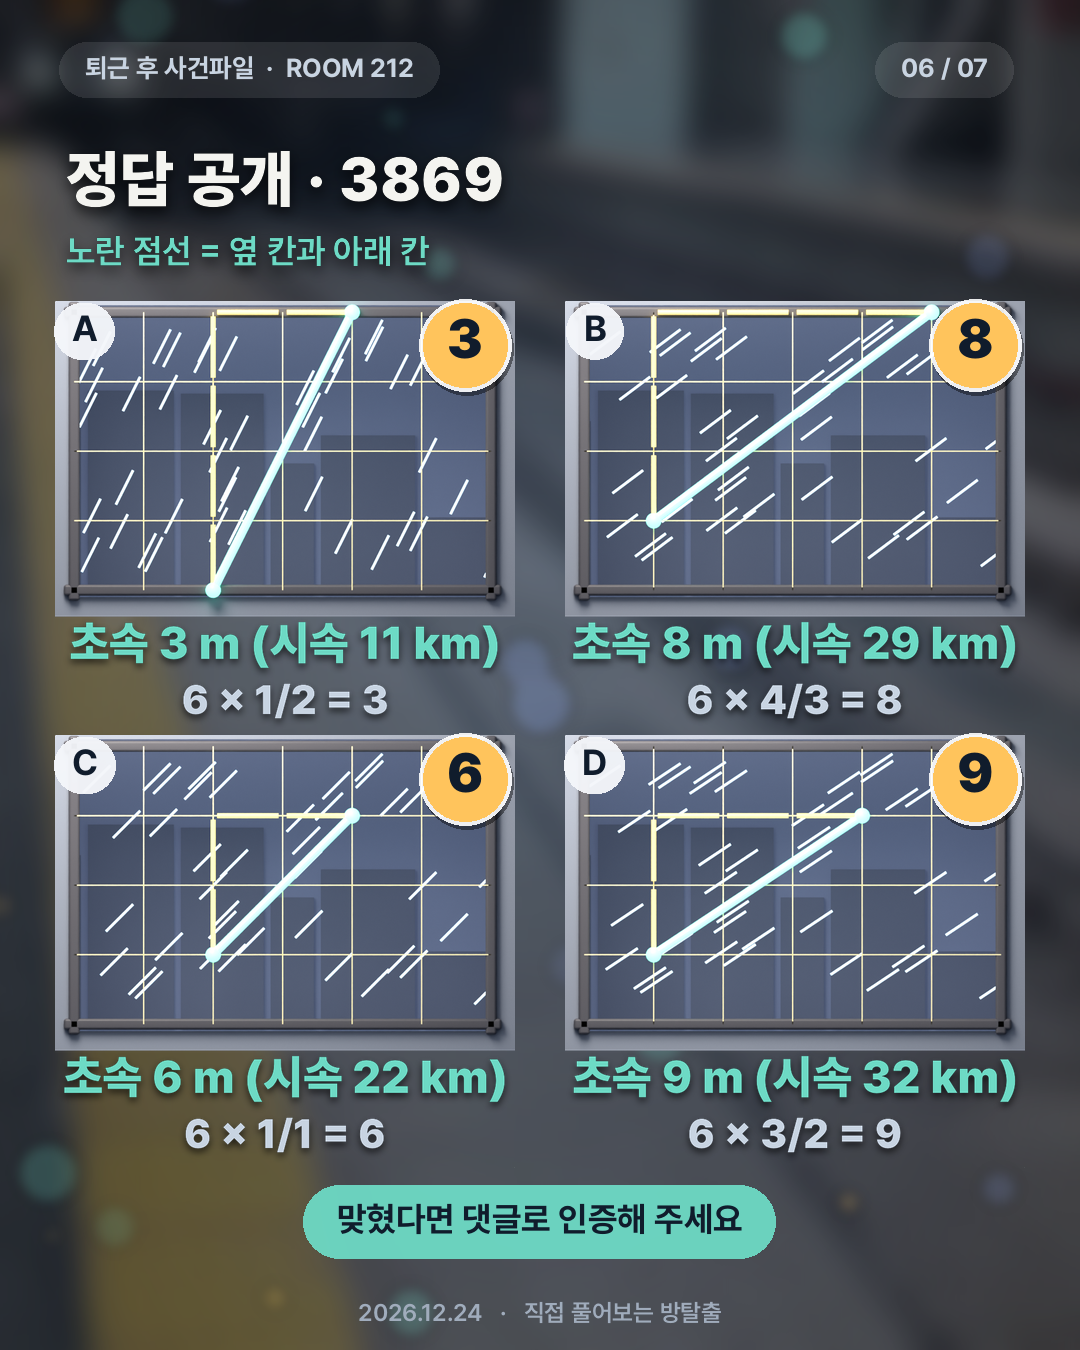 퇴근 후 사건파일 · ROOM 212
06 / 07
정답 공개 · 3869
노란 점선 = 옆 칸과 아래 칸
A
3
B
8
초속 3 m (시속 11 km)
6 × 1/2 = 3
초속 8 m (시속 29 km)
6 × 4/3 = 8
C
6
D
9
초속 6 m (시속 22 km)
6 × 1/1 = 6
초속 9 m (시속 32 km)
6 × 3/2 = 9
맞혔다면 댓글로 인증해 주세요
2026.12.24 · 직접 풀어보는 방탈출